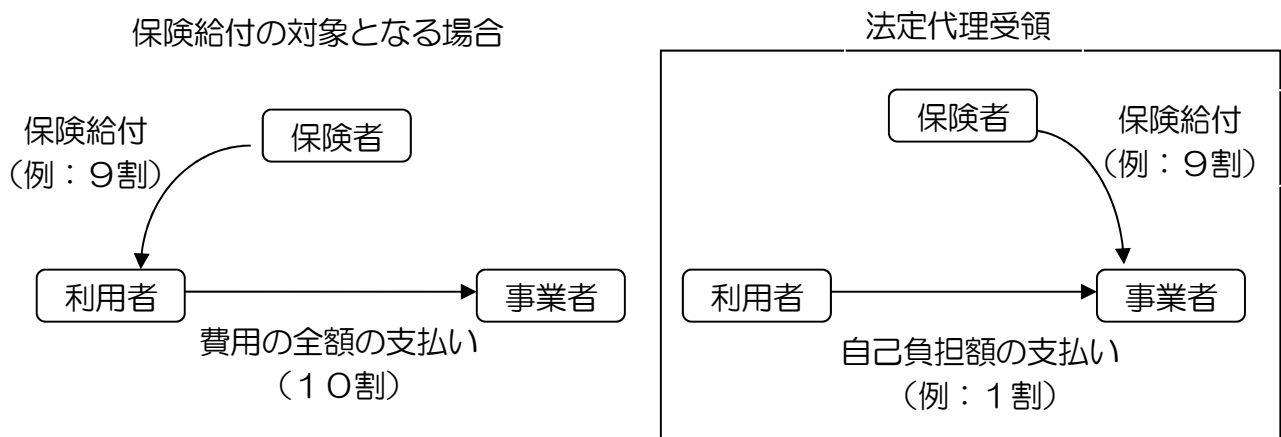 保険給付の対象となる場合
保険給付
（例：９割）
保険者
利用者
事業者
費用の全額の支払い
（１０割）
法定代理受領
保険者
保険給付
（例：９割）
利用者
事業者
自己負担額の支払い
（例：１割）